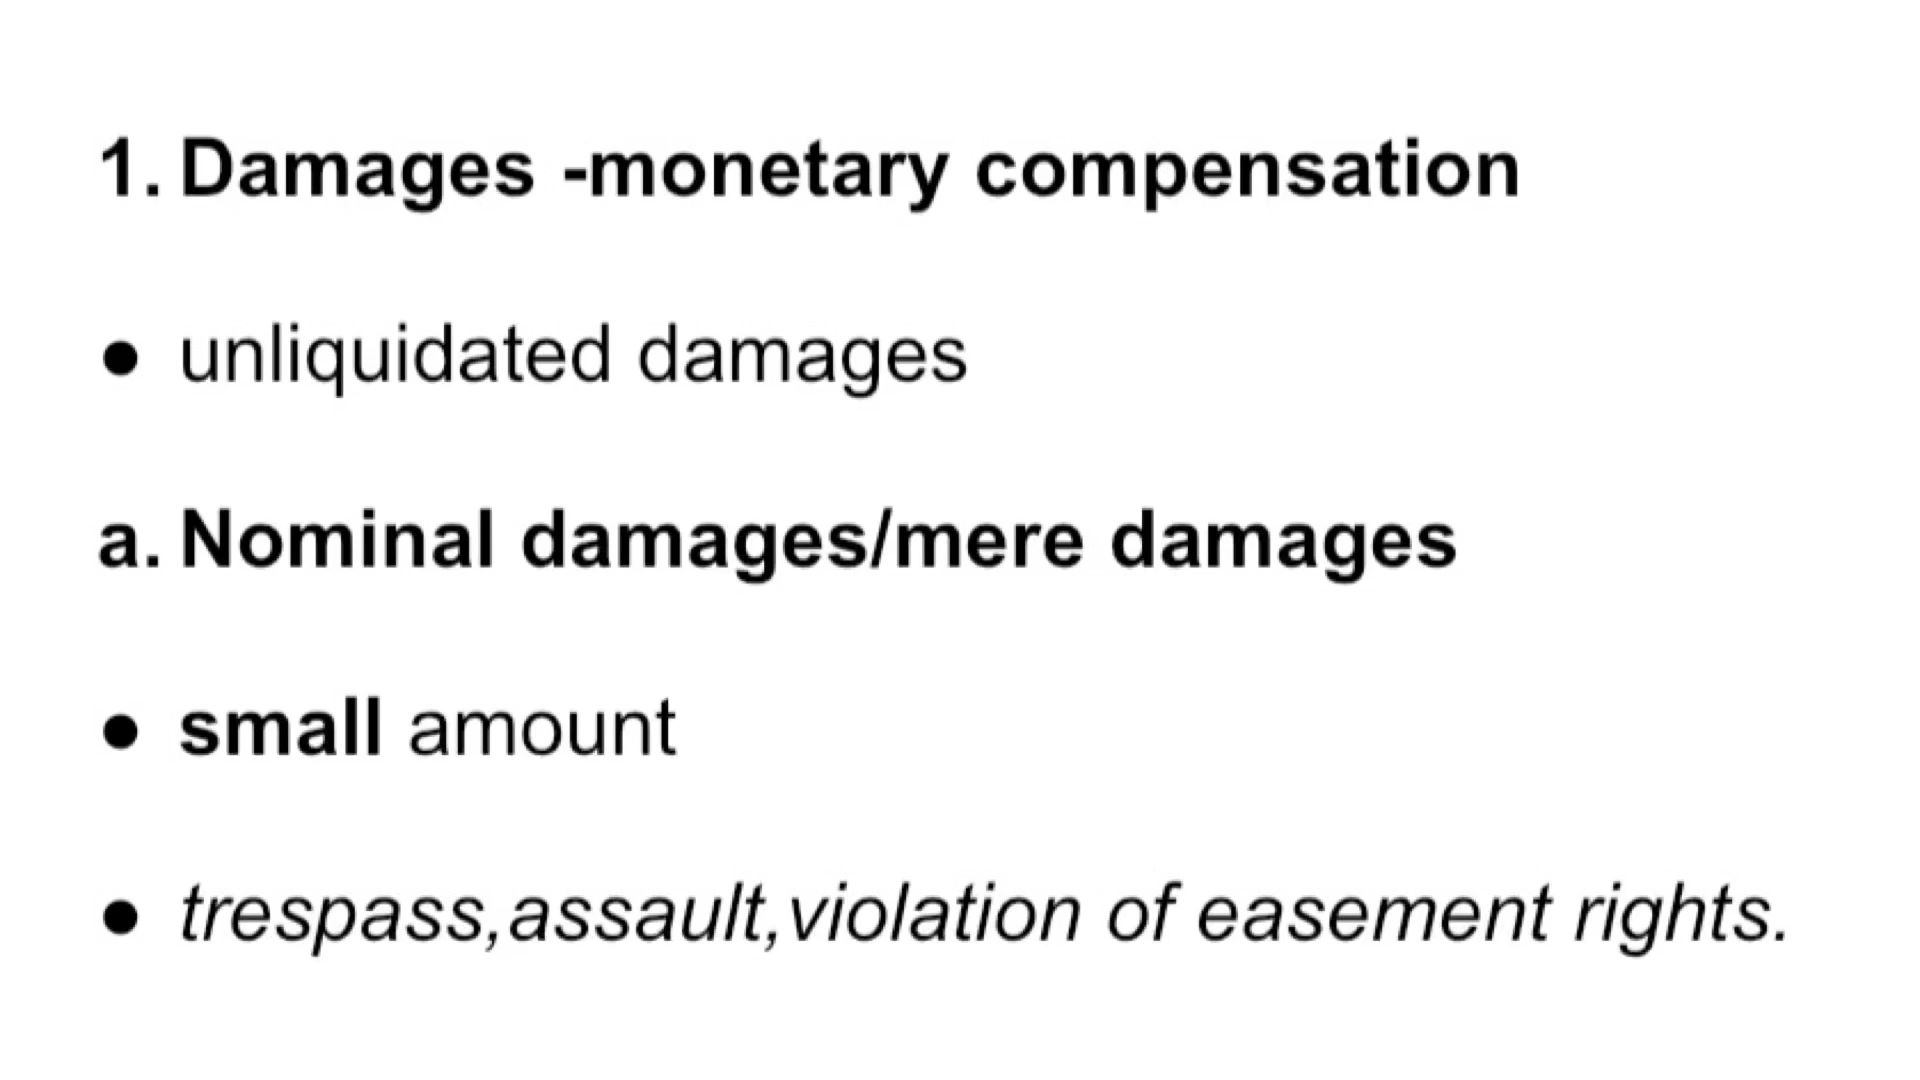 1. Damages -monetary compensation
● unliquidated damages
a. Nominal damages/mere damages
● small amount
● trespass,assault,violation of easement rights.